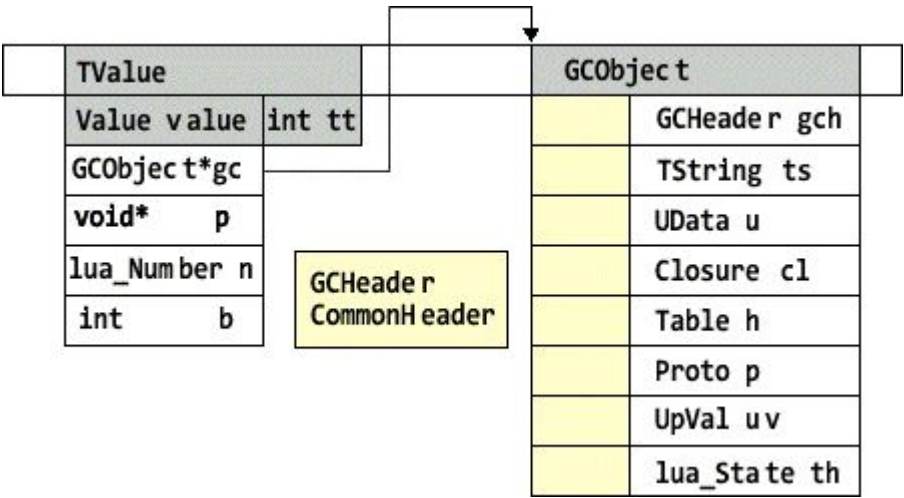 TValue
Value value int tt
GCObject*gc
void* p
lua_Number n
int b
GCHeader
CommonHeader
GCObject
GCHeader gch
TString ts
UData u
Closure cl
Table h
Proto p
UpVal uv
lua_State th